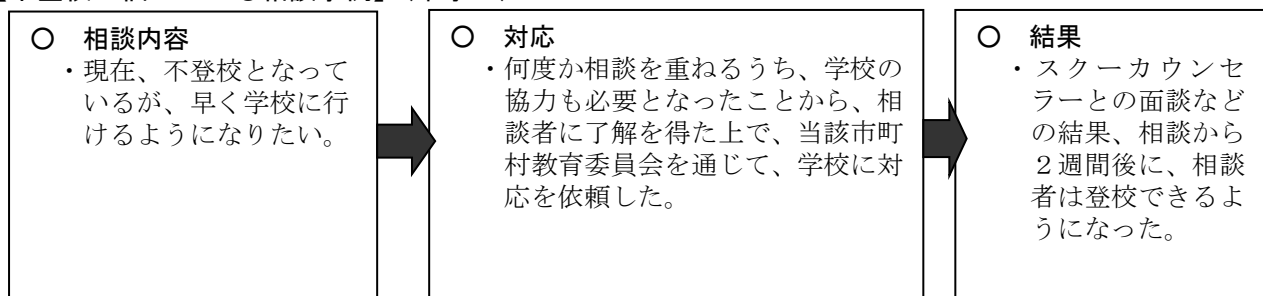 ○ 相談内容
・現在、不登校となって
いるが、早く学校に行
けるようになりたい。
○ 対応
・何度か相談を重ねるうち、学校の
協力も必要となったことから、相
談者に了解を得た上で、当該市町
村教育委員会を通じて、学校に対
応を依頼した。
○ 結果
・スクーカウンセ
ラーとの面談など
の結果、相談から
２週間後に、相談
者は登校できるよ
うになった。